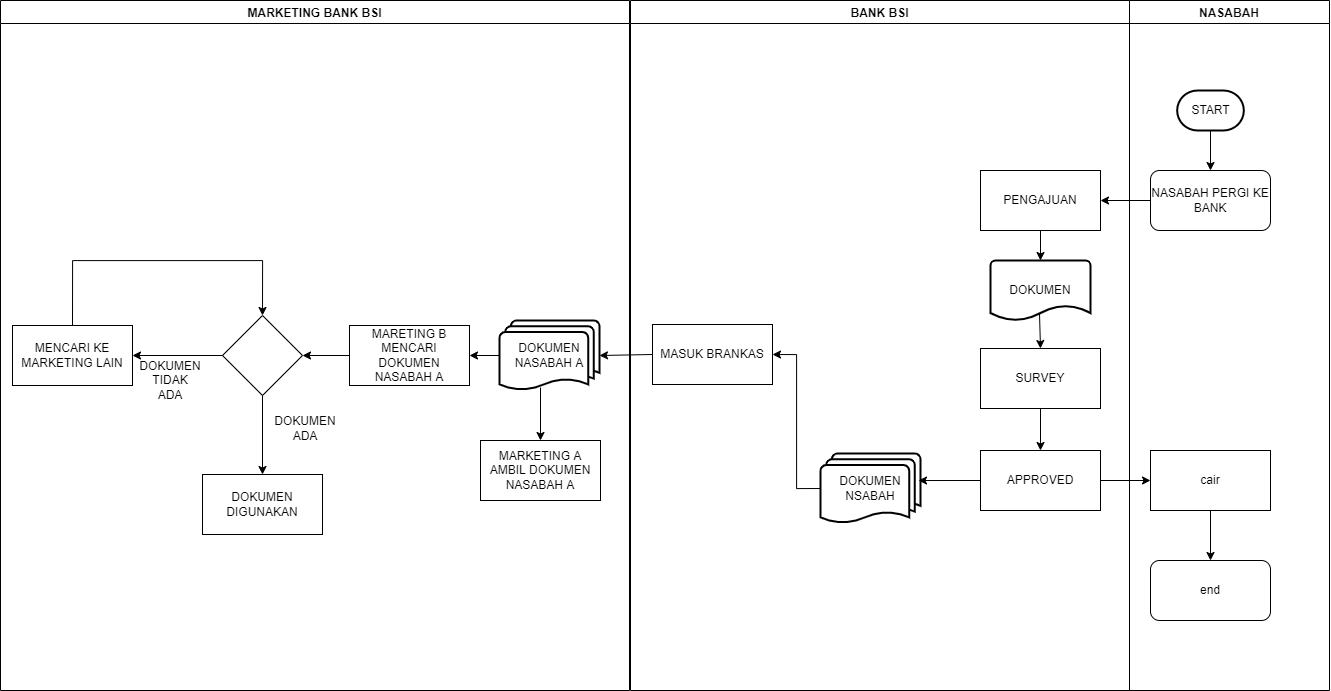 MARKETING BANK BSI
BANK BSI
NASABAH
START
NASABAH PERGI KE
BANK
PENGAJUAN
DOKUMEN
SURVEY
APPROVED
cair
end
DOKUMEN
NSABAH
MASUK BRANKAS
DOKUMEN
NASABAH A
MARKETING A
AMBIL DOKUMEN
NASABAH A
MARETING B
MENCARI
DOKUMEN
NASABAH A
DOKUMEN
TIDAK
ADA
MENCARI KE
MARKETING LAIN
DOKUMEN
ADA
DOKUMEN
DIGUNAKAN